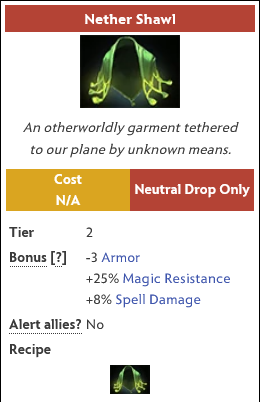 Nether Shawl
An otherworldly garment tethered
to our plane by unknown means.
Cost
N/A
Neutral Drop Only
Tier 2
Bonus [?] -3 Armor
+25% Magic Resistance
+8% Spell Damage
Alert allies? No
Recipe